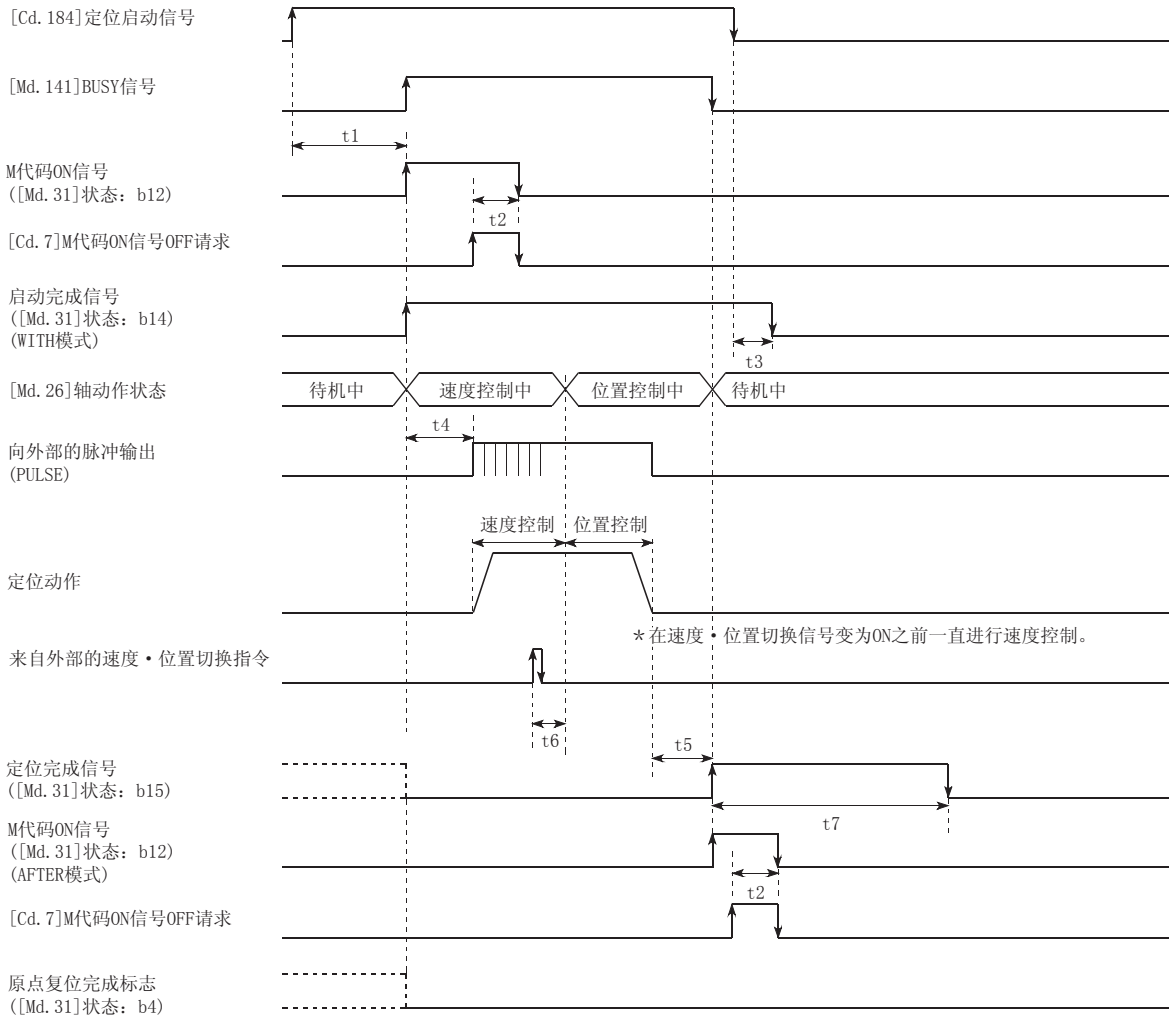 [Cd.184]定位启动信号
[Md.141]BUSY信号
t1
M代码ON信号
([Md.31]状态：b12)
t2
[Cd.7]M代码ON信号OFF请求
启动完成信号
([Md.31]状态：b14)
(WITH模式)
t3
[Md.26]轴动作状态
待机中
速度控制中
位置控制中
待机中
t4
向外部的脉冲输出
(PULSE)
速度控制
位置控制
定位动作
*在速度·位置切换信号变为ON之前一直进行速度控制。
来自外部的速度·位置切换指令
t6
t5
定位完成信号
([Md.31]状态：b15)
t7
M代码ON信号
([Md.31]状态：b12)
(AFTER模式)
t2
[Cd.7]M代码ON信号OFF请求
原点复位完成标志
([Md.31]状态：b4)